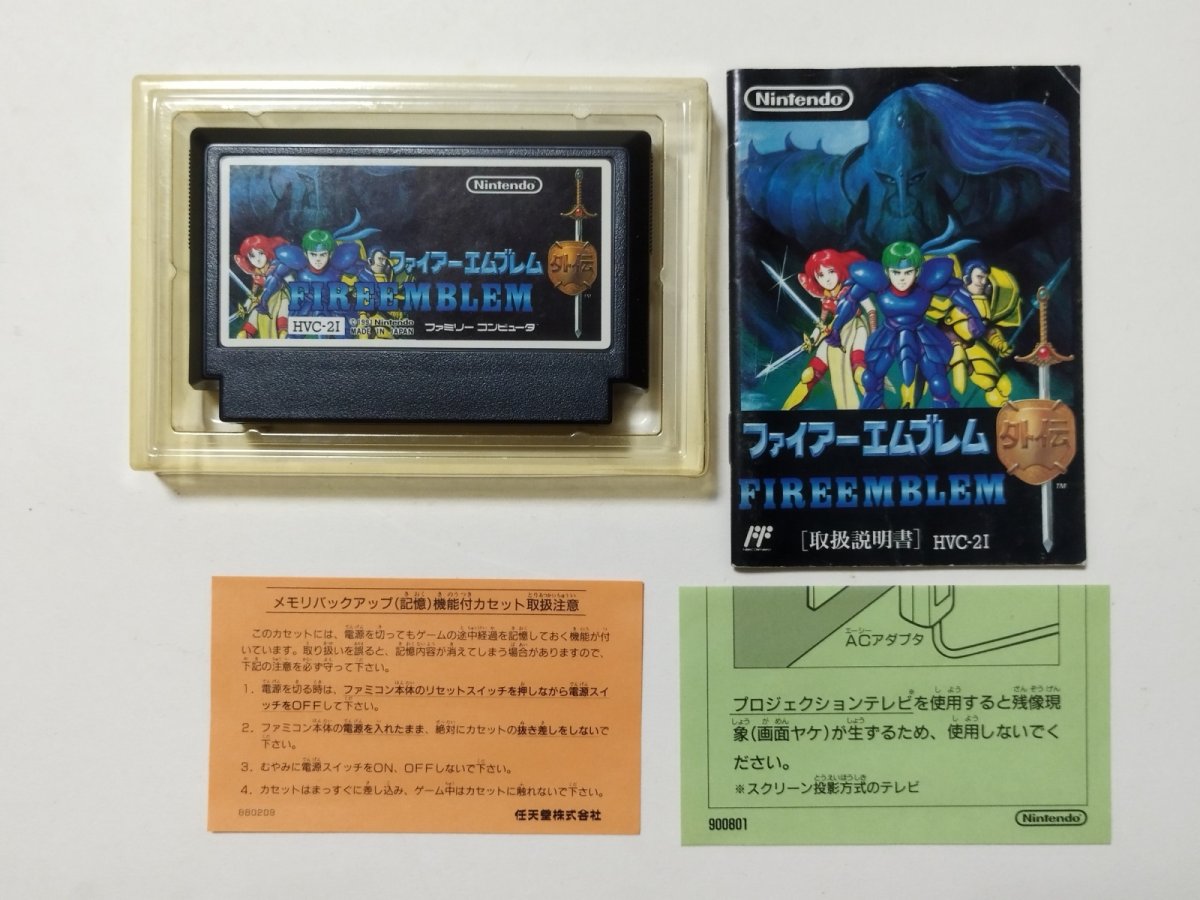 Nintendo
ファイアーエムブレム
外伝
FIRE EMBLEM
TM
HVC-2I
©1991 Nintendo
MADE IN JAPAN
ファミリー コンピュータ
Nintendo
ファイアーエムブレム
外伝
FIRE EMBLEM
TM
[取扱説明書] HVC-2I
メモリバックアップ(記憶)機能付カセット取扱注意
このカセットには、電源を切ってもゲームの途中経過を記憶しておく機能が付
いています。取り扱いを誤ると、記憶内容が消えてしまう場合がありますので、
下記の注意を必ず守って下さい。
1. 電源を切る時は、ファミコン本体のリセットスイッチを押しながら電源スイ
ッチをOFFして下さい。
2. ファミコン本体の電源を入れたまま、絶対にカセットの抜き差しをしないで
下さい。
3. むやみに電源スイッチをON、OFFしないで下さい。
4. カセットはまっすぐに差し込み、ゲーム中はカセットに触れないで下さい。
880209
任天堂株式会社
エーシー
ACアダプタ
プロジェクションテレビを使用すると残像現
象(画面ヤケ)が生ずるため、使用しないでく
ださい。
※スクリーン投影方式のテレビ
900801
Nintendo